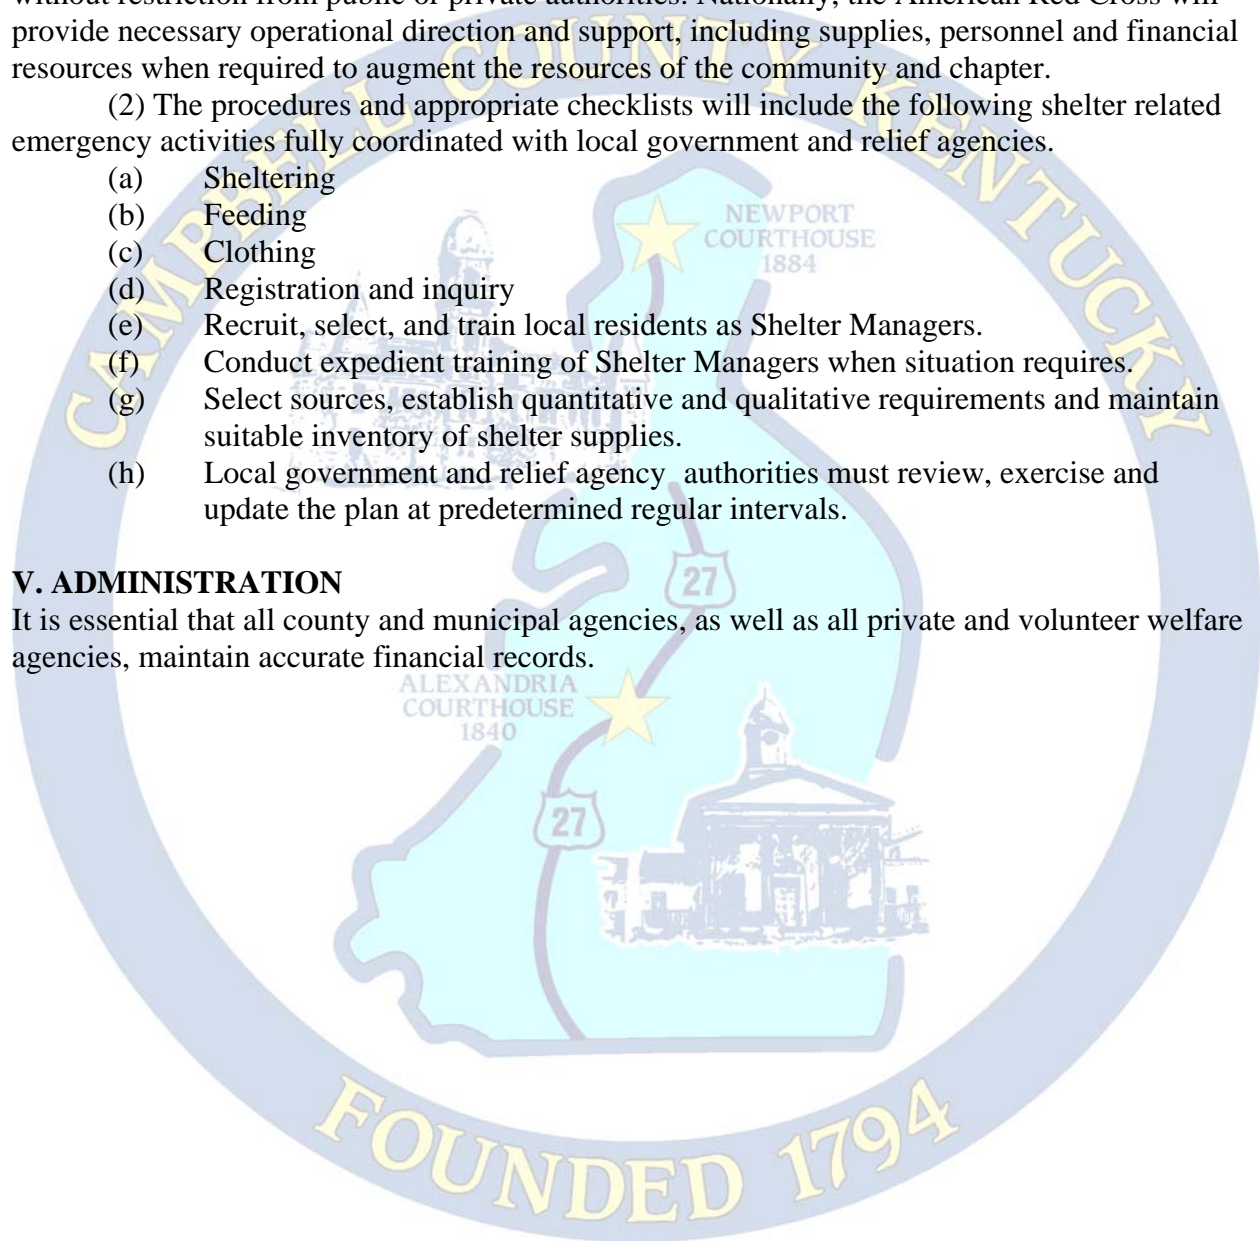 without restriction from public or private authorities. Nationally, the American Red Cross will
provide necessary operational direction and support, including supplies, personnel and financial
resources when required to augment the resources of the community and chapter.
(2) The procedures and appropriate checklists will include the following shelter related
emergency activities fully coordinated with local government and relief agencies.
(a) Sheltering
(b) Feeding
(c) Clothing
(d) Registration and inquiry
(e) Recruit, select, and train local residents as Shelter Managers.
(f) Conduct expedient training of Shelter Managers when situation requires.
(g) Select sources, establish quantitative and qualitative requirements and maintain
suitable inventory of shelter supplies.
(h) Local government and relief agency authorities must review, exercise and
update the plan at predetermined regular intervals.
V. ADMINISTRATION
It is essential that all county and municipal agencies, as well as all private and volunteer welfare
agencies, maintain accurate financial records.
CAMPBELL COUNTY KENTUCKY
NEWPORT
COURTHOUSE
1884
27
ALEXANDRIA
COURTHOUSE
1840
27
FOUNDED 1794